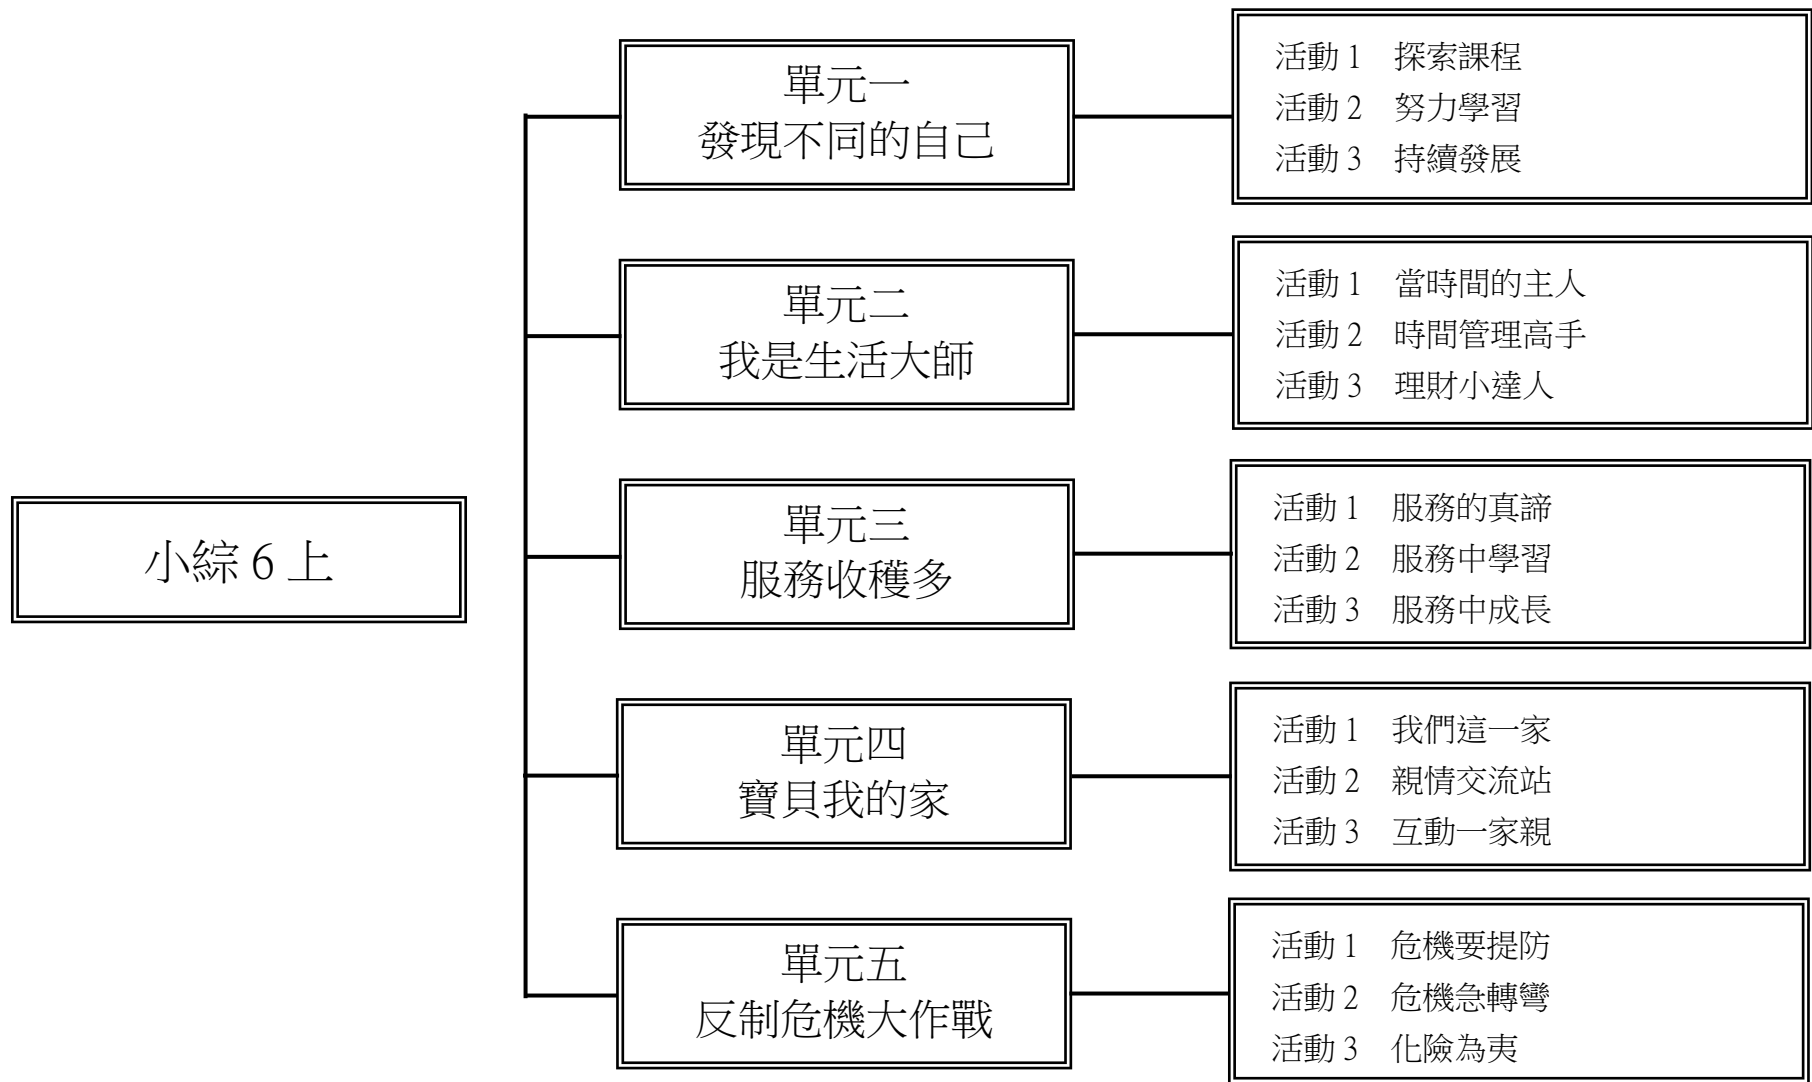 小綜 6 上
單元一
發現不同的自己
活動 1　探索課程
活動 2　努力學習
活動 3　持續發展
單元二
我是生活大師
活動 1　當時間的主人
活動 2　時間管理高手
活動 3　理財小達人
單元三
服務收穫多
活動 1　服務的真諦
活動 2　服務中學習
活動 3　服務中成長
單元四
寶貝我的家
活動 1　我們這一家
活動 2　親情交流站
活動 3　互動一家親
單元五
反制危機大作戰
活動 1　危機要提防
活動 2　危機急轉彎
活動 3　化險為夷